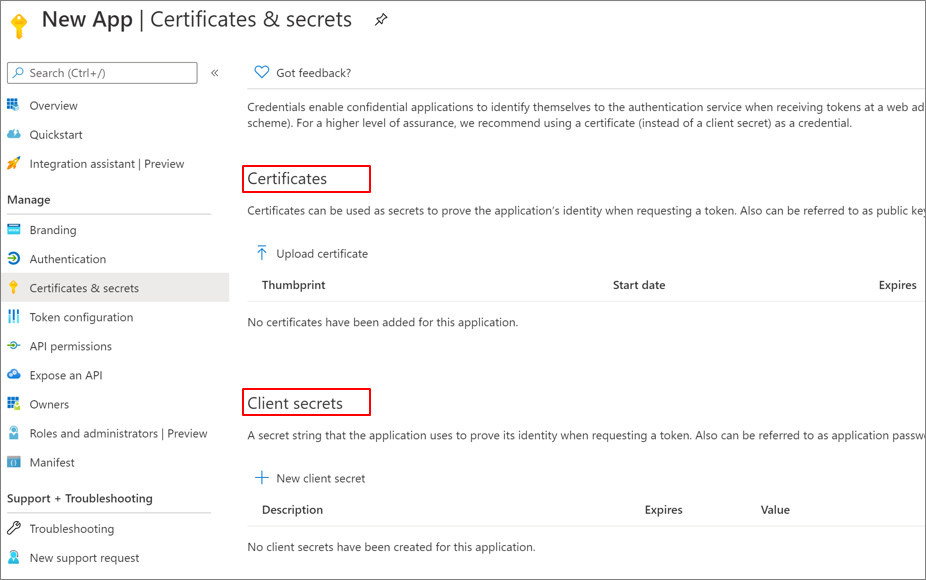 New App | Certificates & secrets
Search (Ctrl+/)
«
Overview
Quickstart
Integration assistant | Preview
Manage
Branding
Authentication
Certificates & secrets
Token configuration
API permissions
Expose an API
Owners
Roles and administrators | Preview
Manifest
Support + Troubleshooting
Troubleshooting
New support request
Got feedback?
Credentials enable confidential applications to identify themselves to the authentication service when receiving tokens at a web ad
scheme). For a higher level of assurance, we recommend using a certificate (instead of a client secret) as a credential.
Certificates
Certificates can be used as secrets to prove the application's identity when requesting a token. Also can be referred to as public key
Upload certificate
Thumbprint Start date Expires
No certificates have been added for this application.
Client secrets
A secret string that the application uses to prove its identity when requesting a token. Also can be referred to as application passw
New client secret
Description Expires Value
No client secrets have been created for this application.